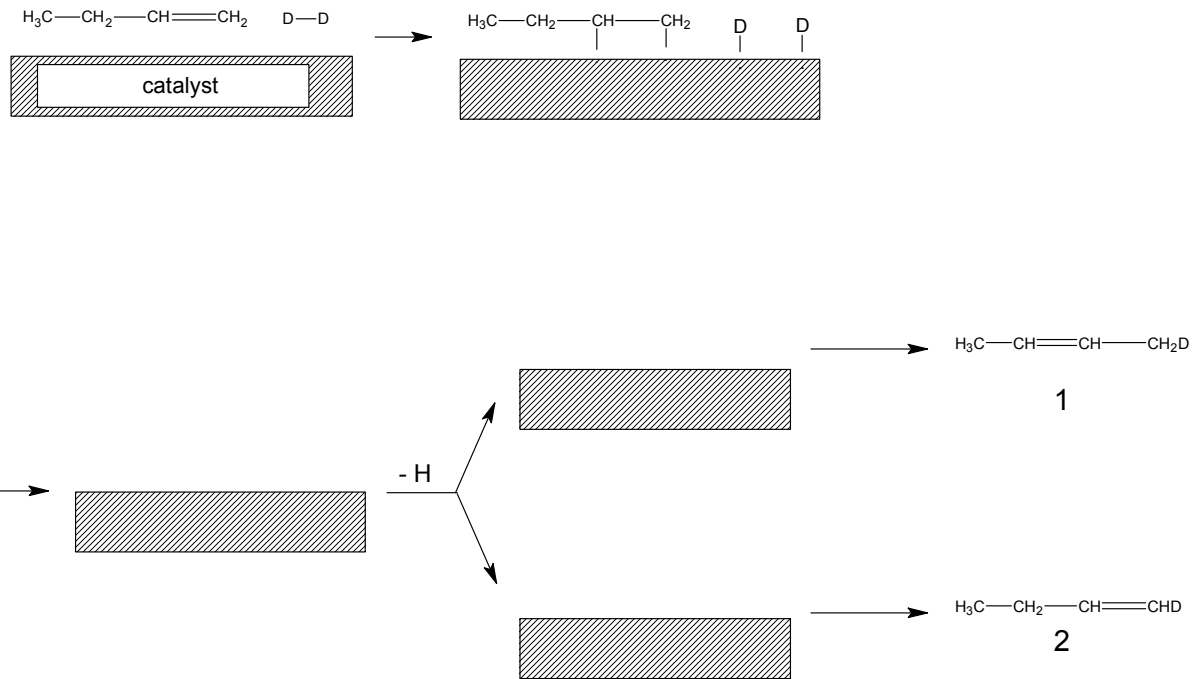 H₃C—CH₂—CH=CH₂ D—D
H₃C—CH₂—CH—CH₂ D D
catalyst
H₃C—CH=CH—CH₂D
1
- H
H₃C—CH₂—CH=CHD
2